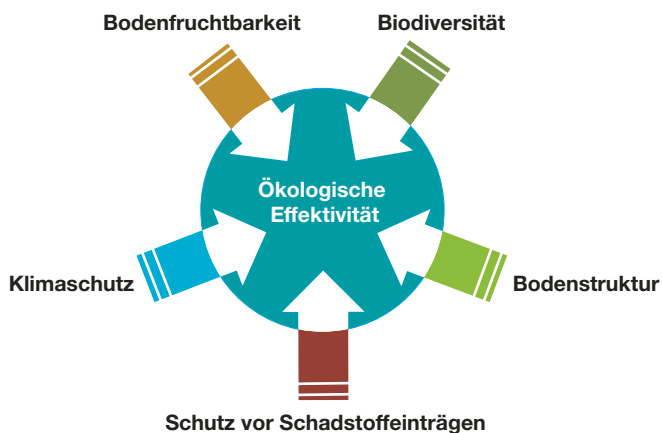 Bodenfruchtbarkeit
Biodiversität
Ökologische
Effektivität
Klimaschutz
Bodenstruktur
Schutz vor Schadstoffeinträgen